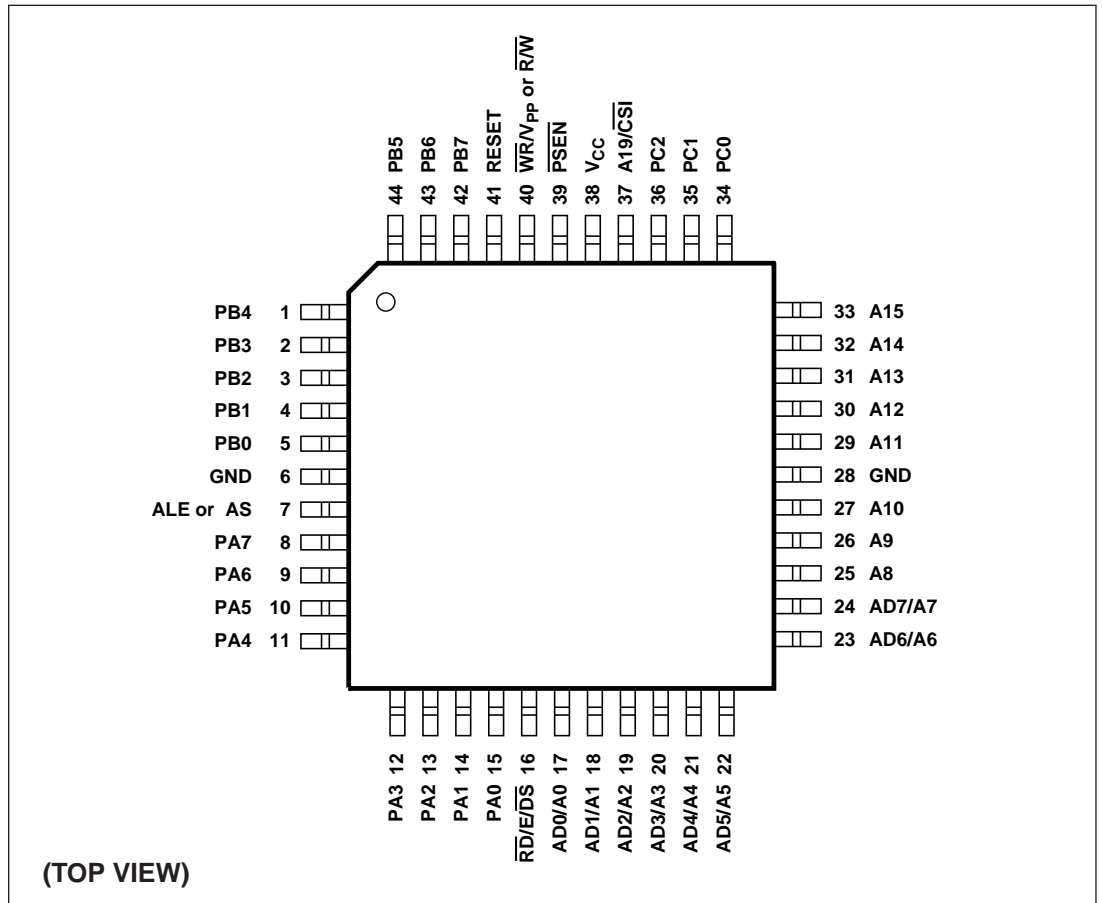 44 PB5
43 PB6
42 PB7
41 RESET
40 W̅R̅/VPP or R̅/W̅
39 P̅S̅E̅N̅
38 VCC
37 A19/C̅S̅I̅
36 PC2
35 PC1
34 PC0
PB4 1
PB3 2
PB2 3
PB1 4
PB0 5
GND 6
ALE or AS 7
PA7 8
PA6 9
PA5 10
PA4 11
33 A15
32 A14
31 A13
30 A12
29 A11
28 GND
27 A10
26 A9
25 A8
24 AD7/A7
23 AD6/A6
PA3 12
PA2 13
PA1 14
PA0 15
R̅D̅/E/D̅S̅ 16
AD0/A0 17
AD1/A1 18
AD2/A2 19
AD3/A3 20
AD4/A4 21
AD5/A5 22
(TOP VIEW)